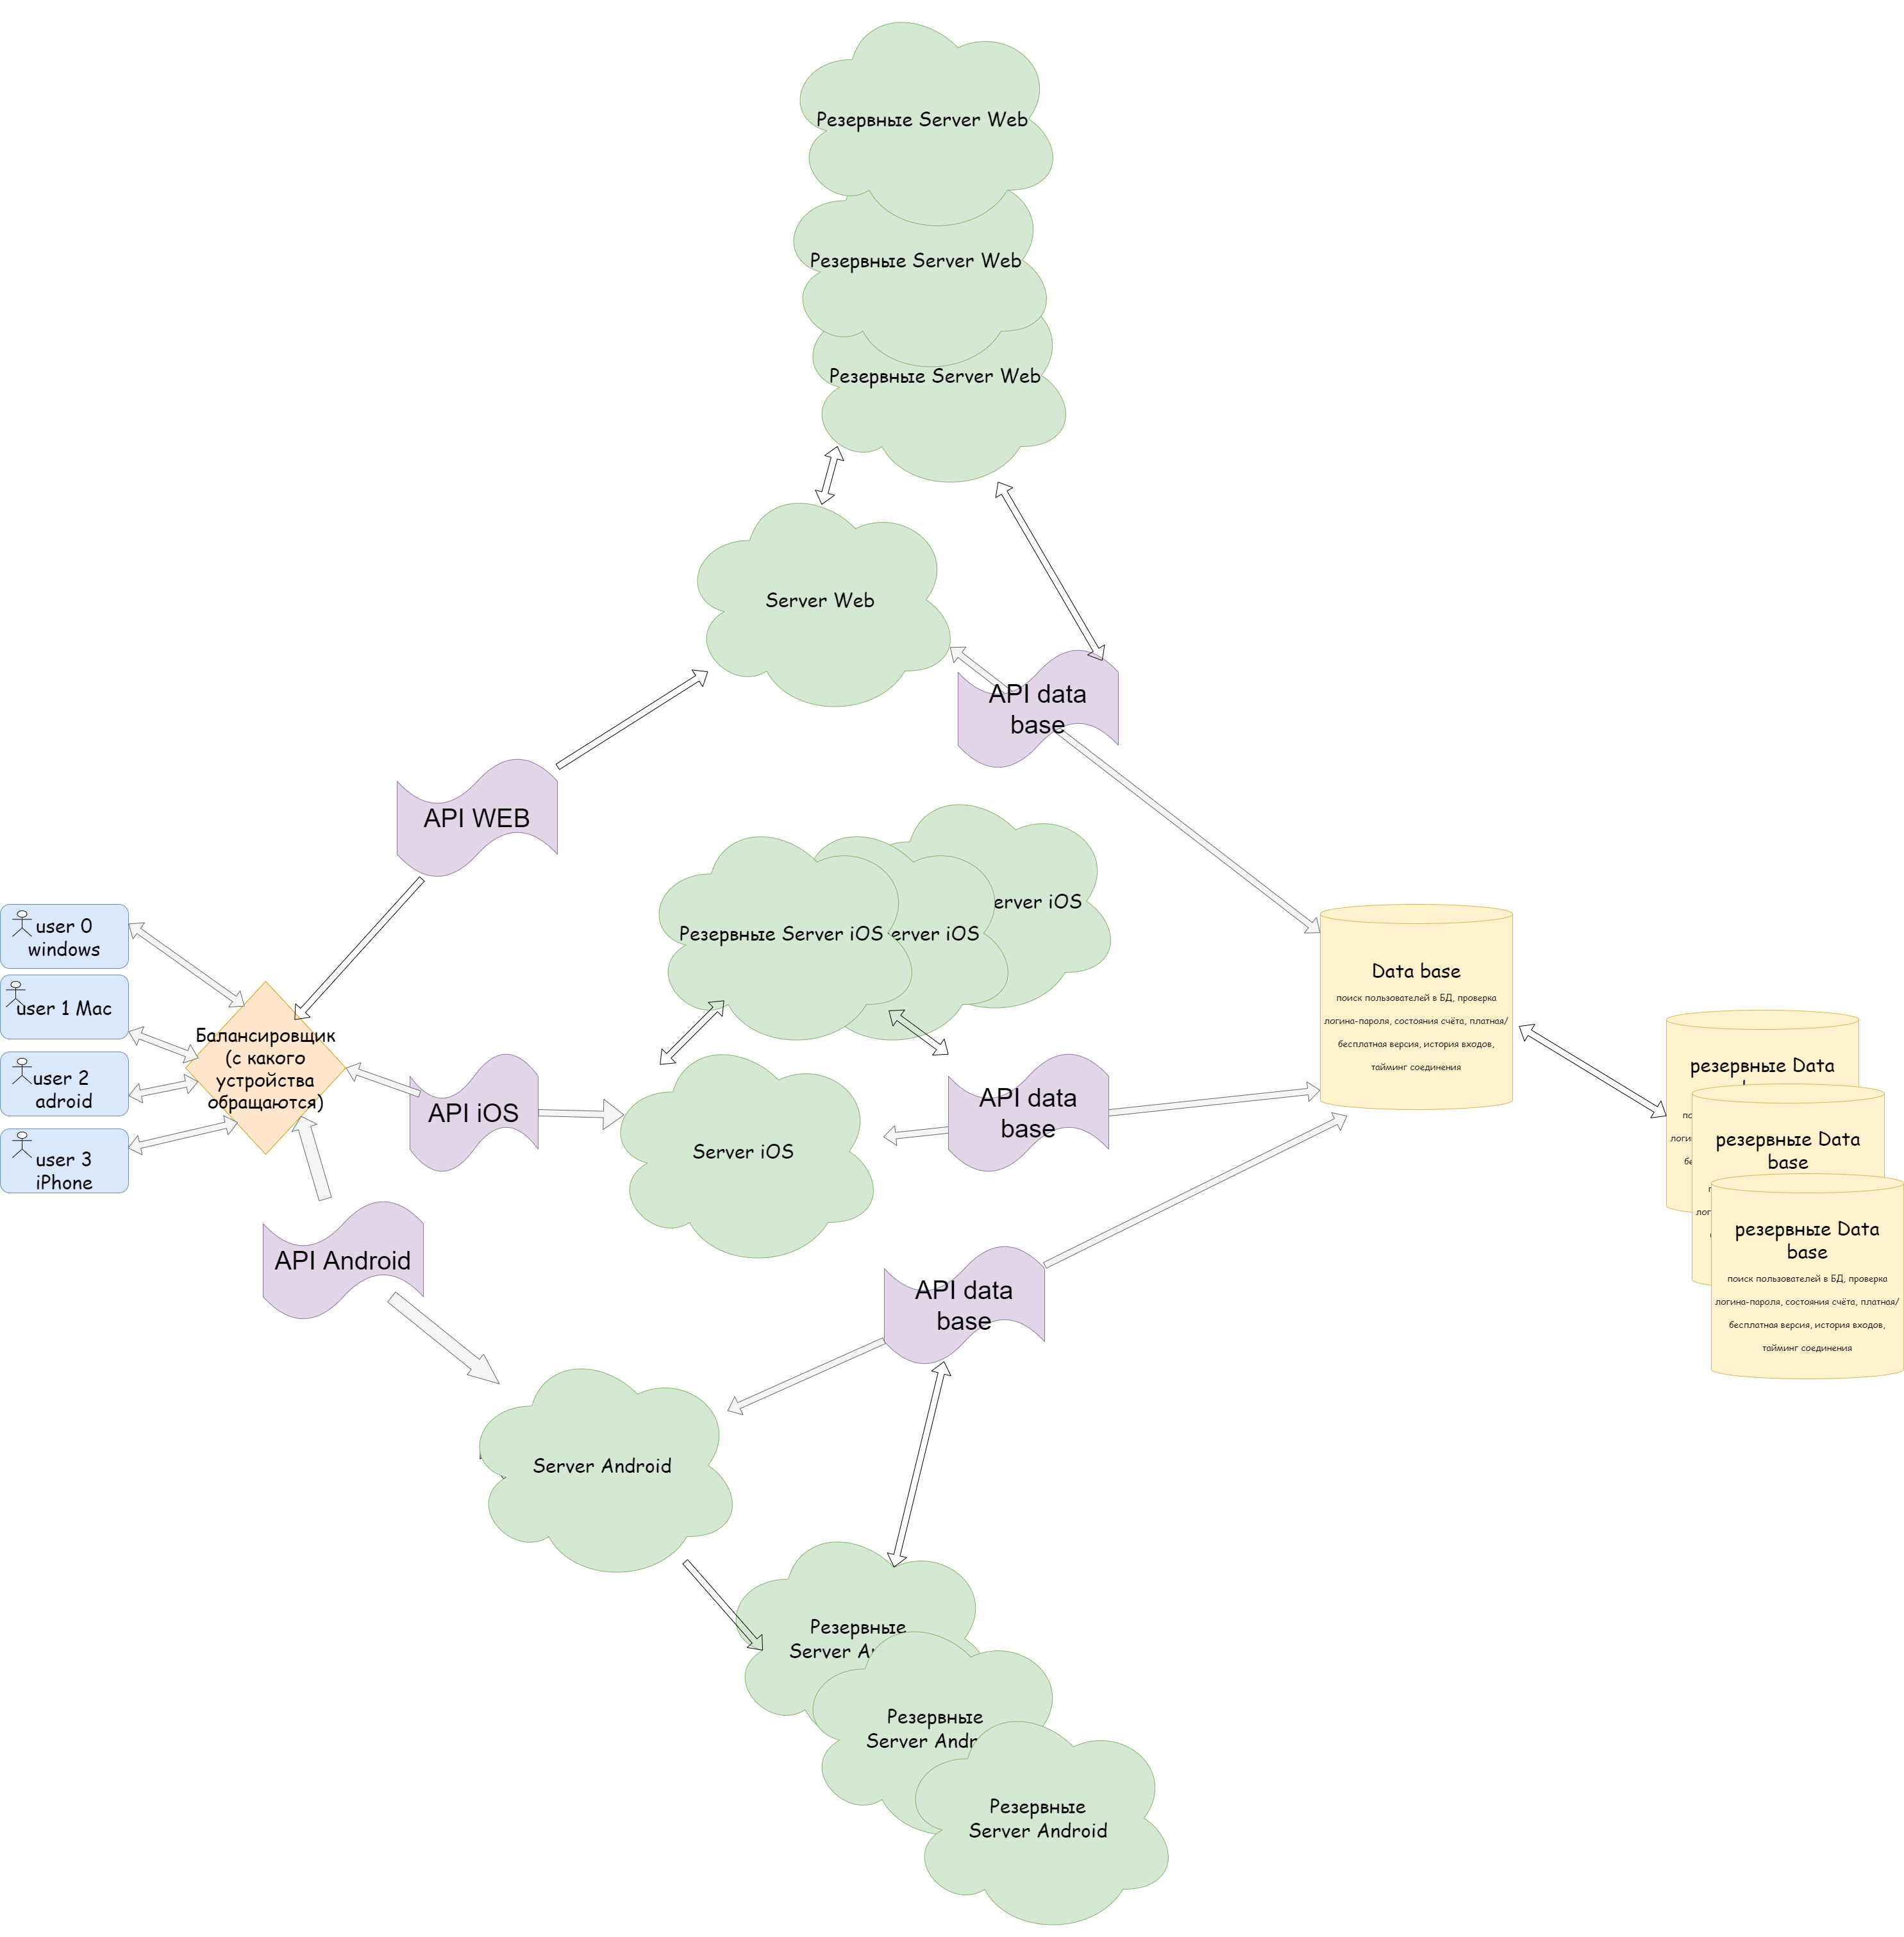 Резервные Server Web
Резервные Server Web
Резервные Server Web
Server Web
API data
base
API WEB
erver iOS
erver iOS
Резервные Server iOS
user 0
windows
user 1 Mac
user 2
adroid
user 3
iPhone
Балансировщик
(с какого
устройства
обращаются)
API iOS
Server iOS
API data
base
Data base
поиск пользователей в БД, проверка
логина-пароля, состояния счёта, платная/
бесплатная версия, история входов,
тайминг соединения
резервные Data
резервные Data
base
резервные Data
base
поиск пользователей в БД, проверка
логина-пароля, состояния счёта, платная/
бесплатная версия, история входов,
тайминг соединения
API Android
API data
base
Server Android
Резервные
Server
Резервные
Server Andr
Резервные
Server Android